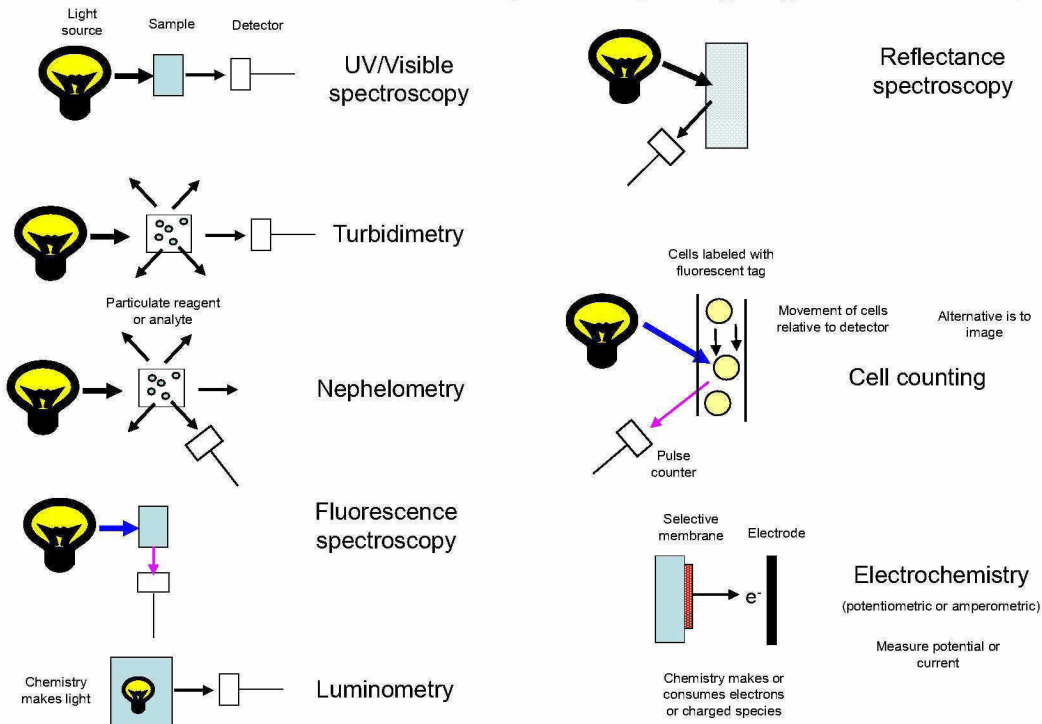 Light
source
Sample
Detector
UV/Visible
spectroscopy
Turbidimetry
Particulate reagent
or analyte
Nephelometry
Fluorescence
spectroscopy
Chemistry
makes light
Luminometry
Reflectance
spectroscopy
Cells labeled with
fluorescent tag
Movement of cells
relative to detector
Alternative is to
image
Cell counting
Pulse
counter
Selective
membrane
Electrode
e-
Electrochemistry
(potentiometric or amperometric)
Measure potential or
current
Chemistry makes or
consumes electrons
or charged species